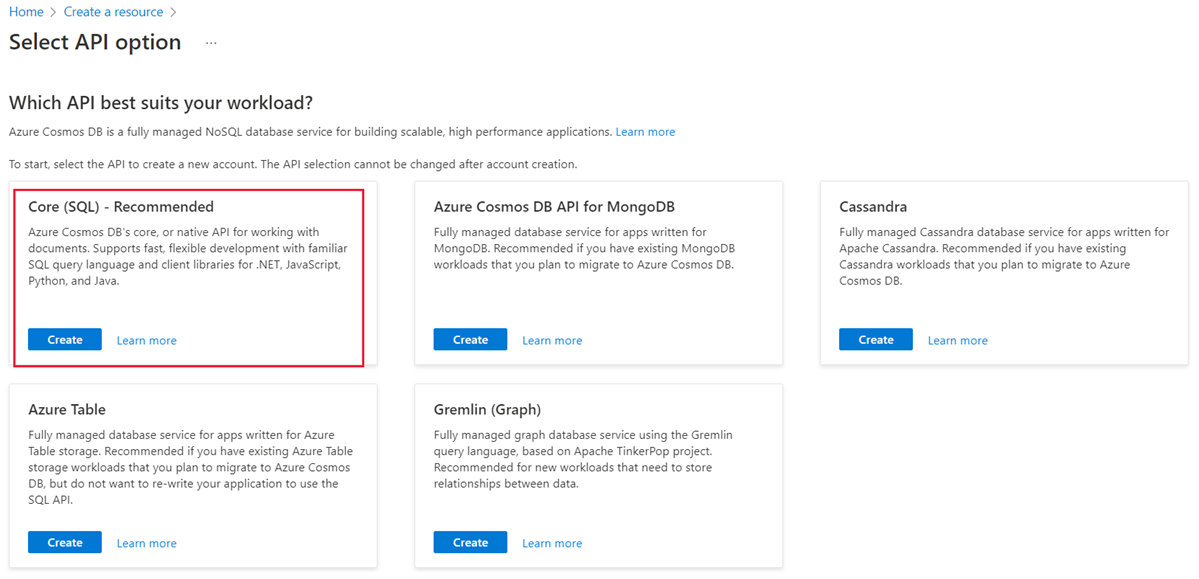 Home > Create a resource >
Select API option ...
Which API best suits your workload?
Azure Cosmos DB is a fully managed NoSQL database service for building scalable, high performance applications. Learn more
To start, select the API to create a new account. The API selection cannot be changed after account creation.
Core (SQL) - Recommended
Azure Cosmos DB's core, or native API for working with
documents. Supports fast, flexible development with familiar
SQL query language and client libraries for .NET, JavaScript,
Python, and Java.
Create Learn more
Azure Cosmos DB API for MongoDB
Fully managed database service for apps written for
MongoDB. Recommended if you have existing MongoDB
workloads that you plan to migrate to Azure Cosmos DB.
Create Learn more
Cassandra
Fully managed Cassandra database service for apps written for
Apache Cassandra. Recommended if you have existing
Cassandra workloads that you plan to migrate to Azure
Cosmos DB.
Create Learn more
Azure Table
Fully managed database service for apps written for Azure
Table storage. Recommended if you have existing Azure Table
storage workloads that you plan to migrate to Azure Cosmos
DB, but do not want to re-write your application to use the
SQL API.
Create Learn more
Gremlin (Graph)
Fully managed graph database service using the Gremlin
query language, based on Apache TinkerPop project.
Recommended for new workloads that need to store
relationships between data.
Create Learn more